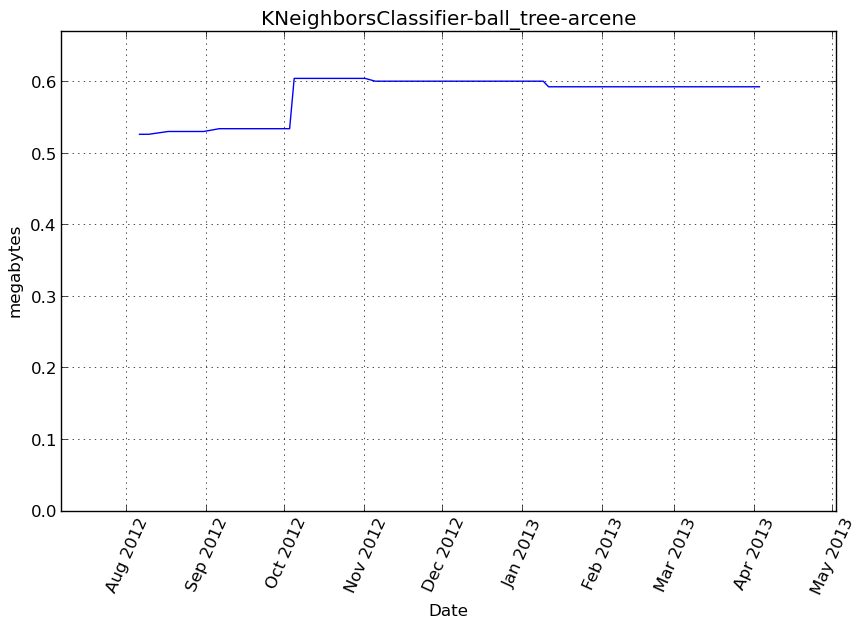 KNeighborsClassifier-ball_tree-arcene
megabytes
0.6
0.5
0.4
0.3
0.2
0.1
0.0
Aug 2012
Sep 2012
Oct 2012
Nov 2012
Dec 2012
Jan 2013
Feb 2013
Mar 2013
Apr 2013
May 2013
Date